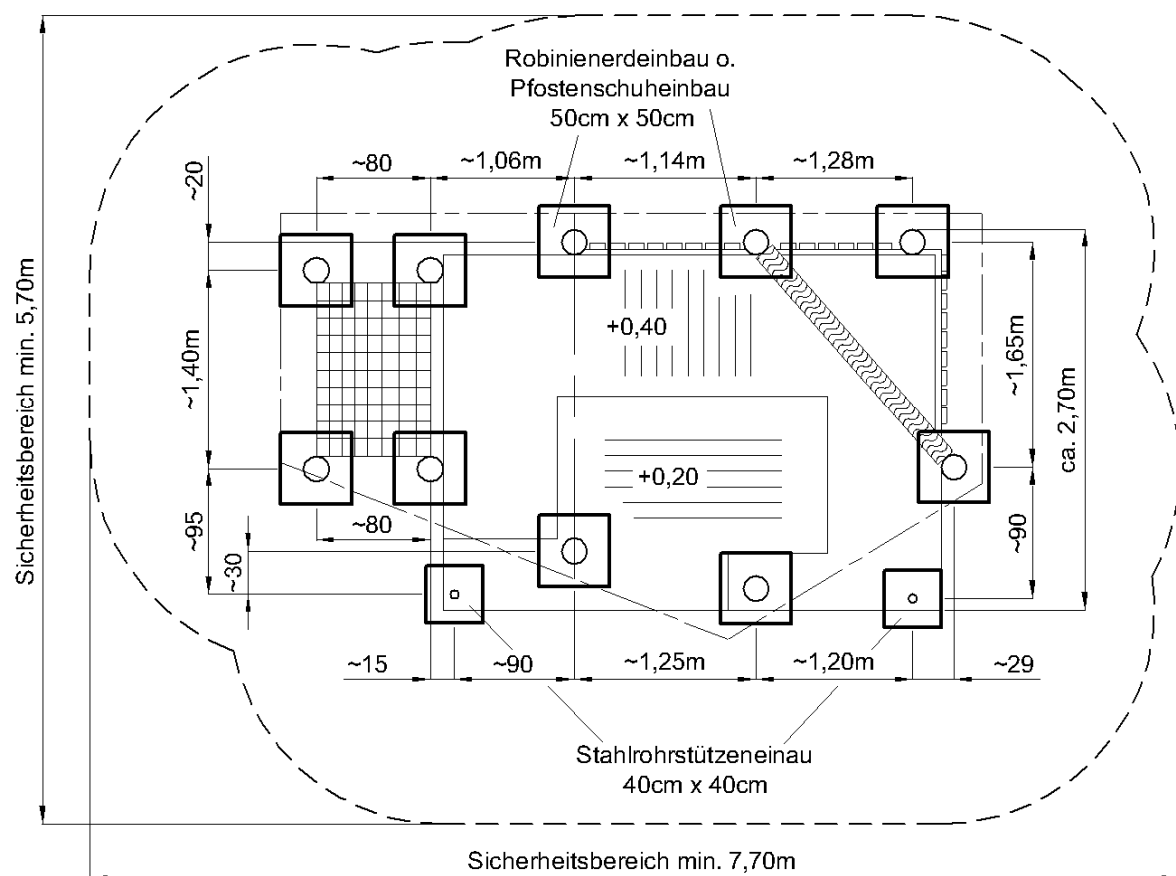 Robinienerdeinbau o.
Pfostenschuheinbau
50cm x 50cm
~80
~1,06m
~1,14m
~1,28m
~20
~1,40m
~95
~30
~80
+0,40
+0,20
~1,65m
~90
ca. 2,70m
Sicherheitsbereich min. 5,70m
~15
~90
~1,25m
~1,20m
~29
Stahlrohrstützeneinau
40cm x 40cm
Sicherheitsbereich min. 7,70m